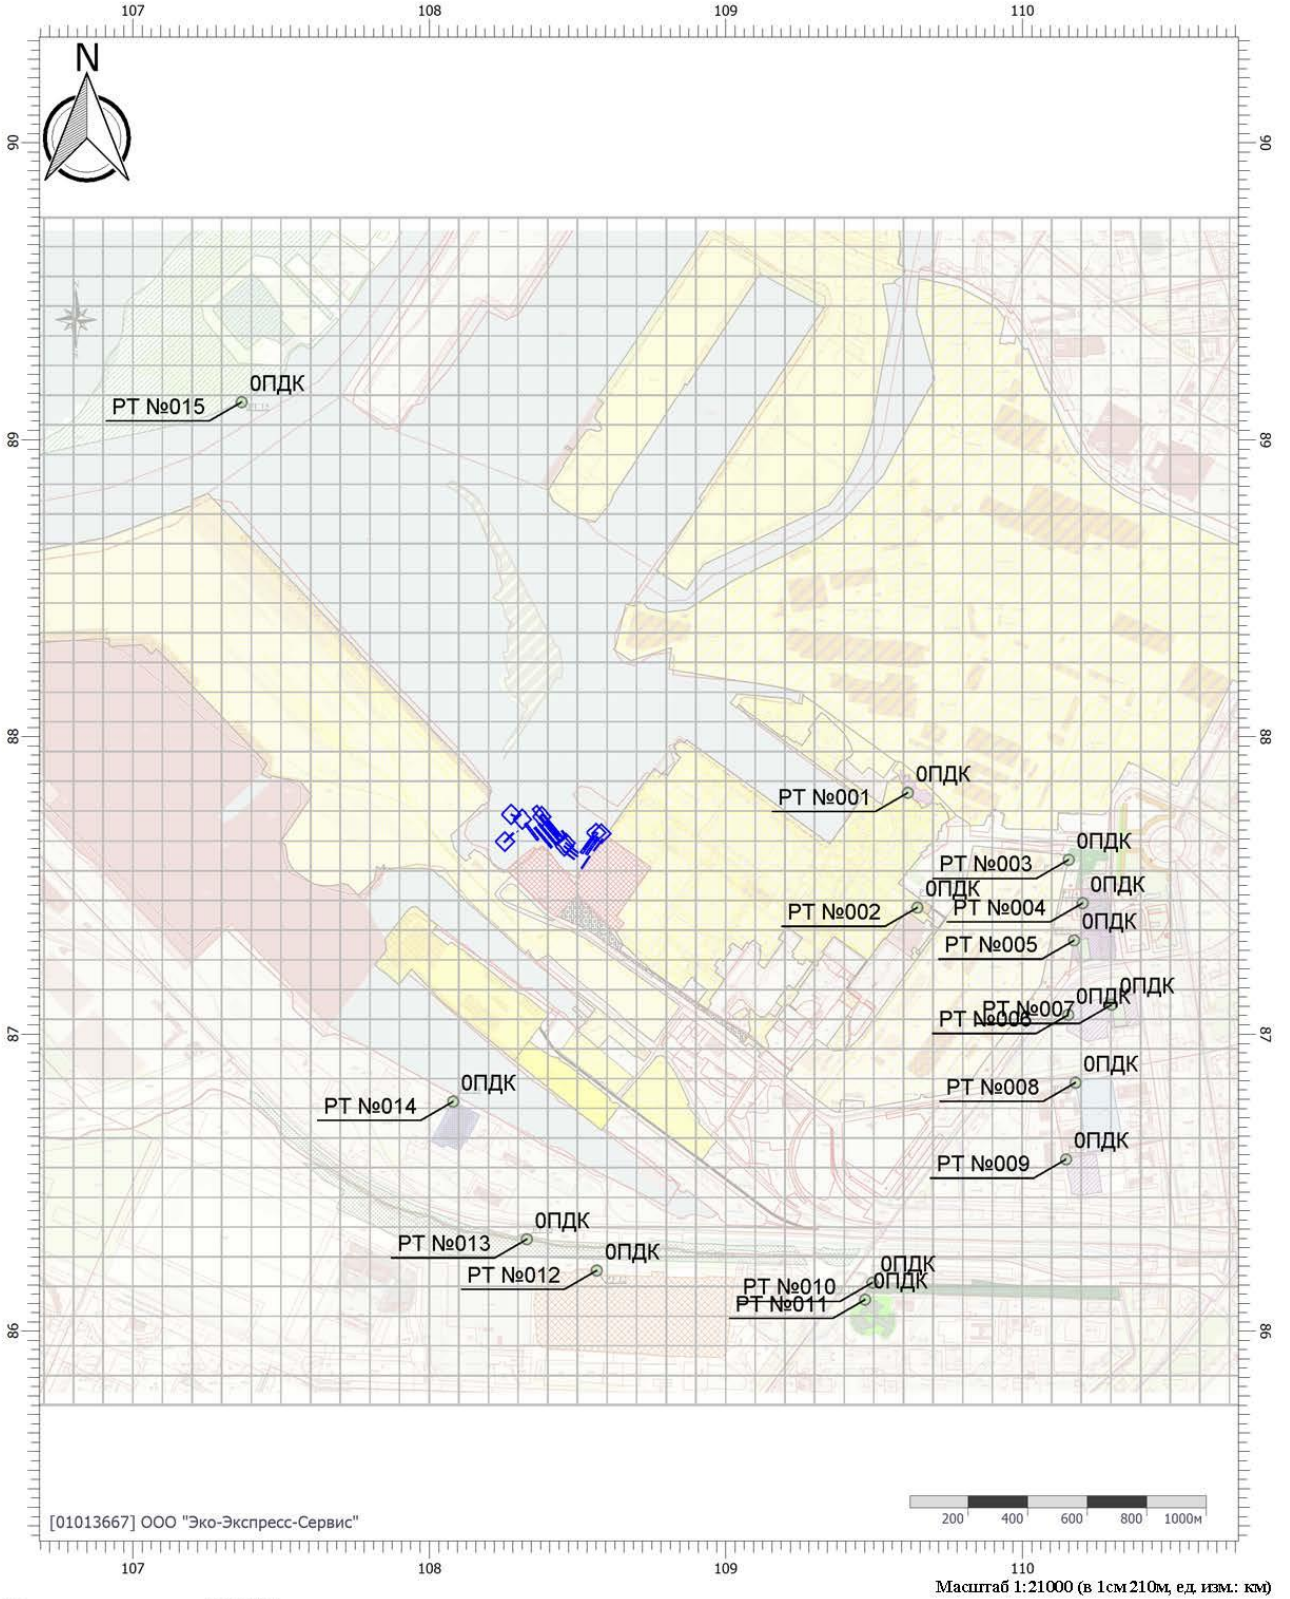 107 108 109 110
N
90 90
0ПДК
РТ №015
89 89
88 88
0ПДК
РТ №001
0ПДК
РТ №003
0ПДК
0ПДК
РТ №004
РТ №002
0ПДК
РТ №005
0ПДК
0ПДК
РТ №007
РТ №006
87 87
0ПДК
РТ №008
0ПДК
РТ №014
0ПДК
РТ №009
0ПДК
РТ №013
0ПДК
РТ №012
0ПДК
РТ №010
0ПДК
РТ №011
86 86
200 400 600 800 1000м
[01013667] ООО "Эко-Экспресс-Сервис"
107 108 109 110
Масштаб 1:21000 (в 1см 210м, ед. изм.: км)